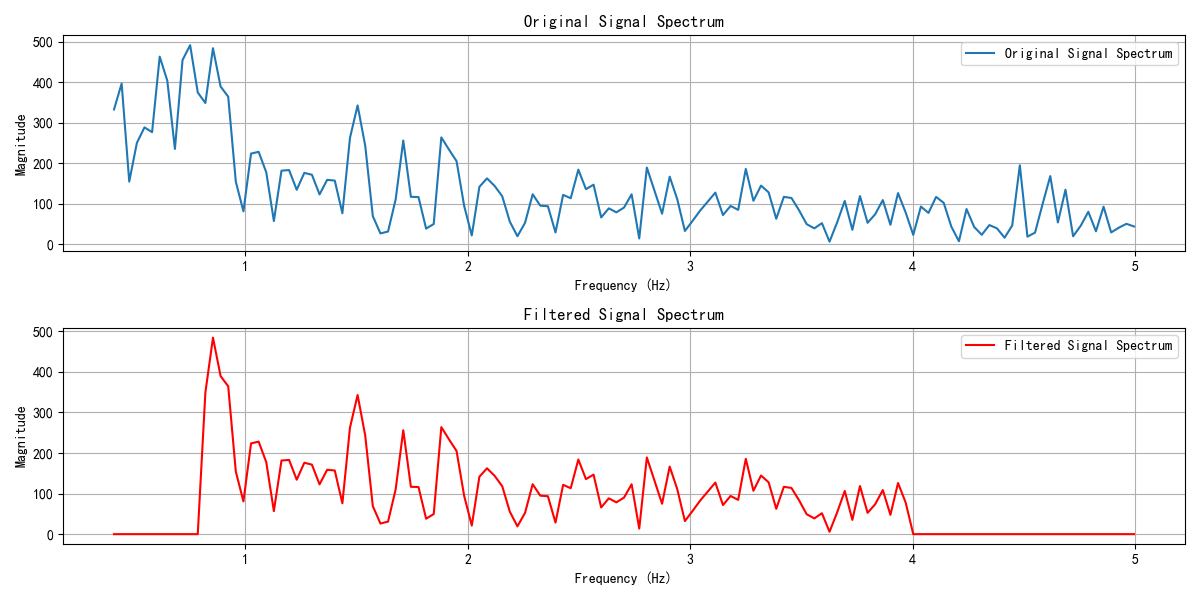 Original Signal Spectrum
500
400
300
200
100
0
Magnitude
Original Signal Spectrum
1
2
3
4
5
Frequency (Hz)
Filtered Signal Spectrum
500
400
300
200
100
0
Magnitude
Filtered Signal Spectrum
1
2
3
4
5
Frequency (Hz)